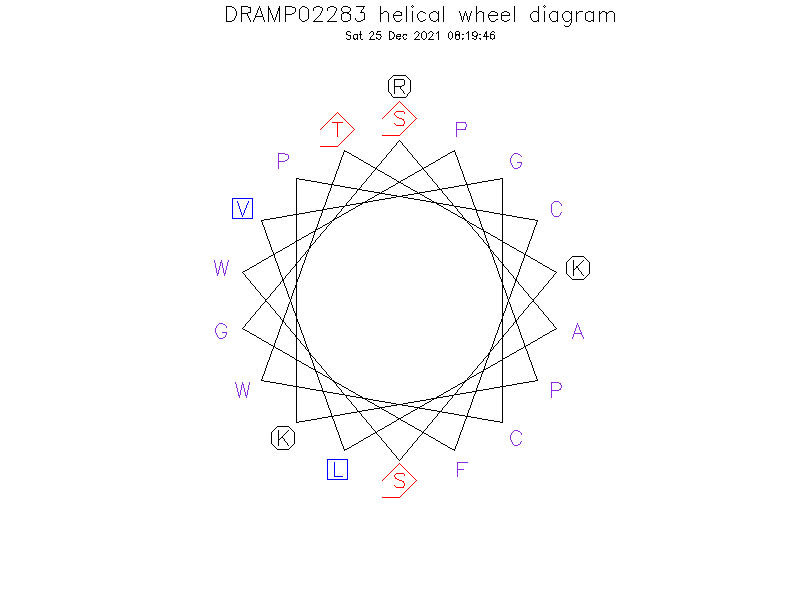 DRAMP02283 helical wheel diagram
Sat 25 Dec 2021 08:19:46
R
T S P
P G
V C
W K
G A
W P
K C
L S F